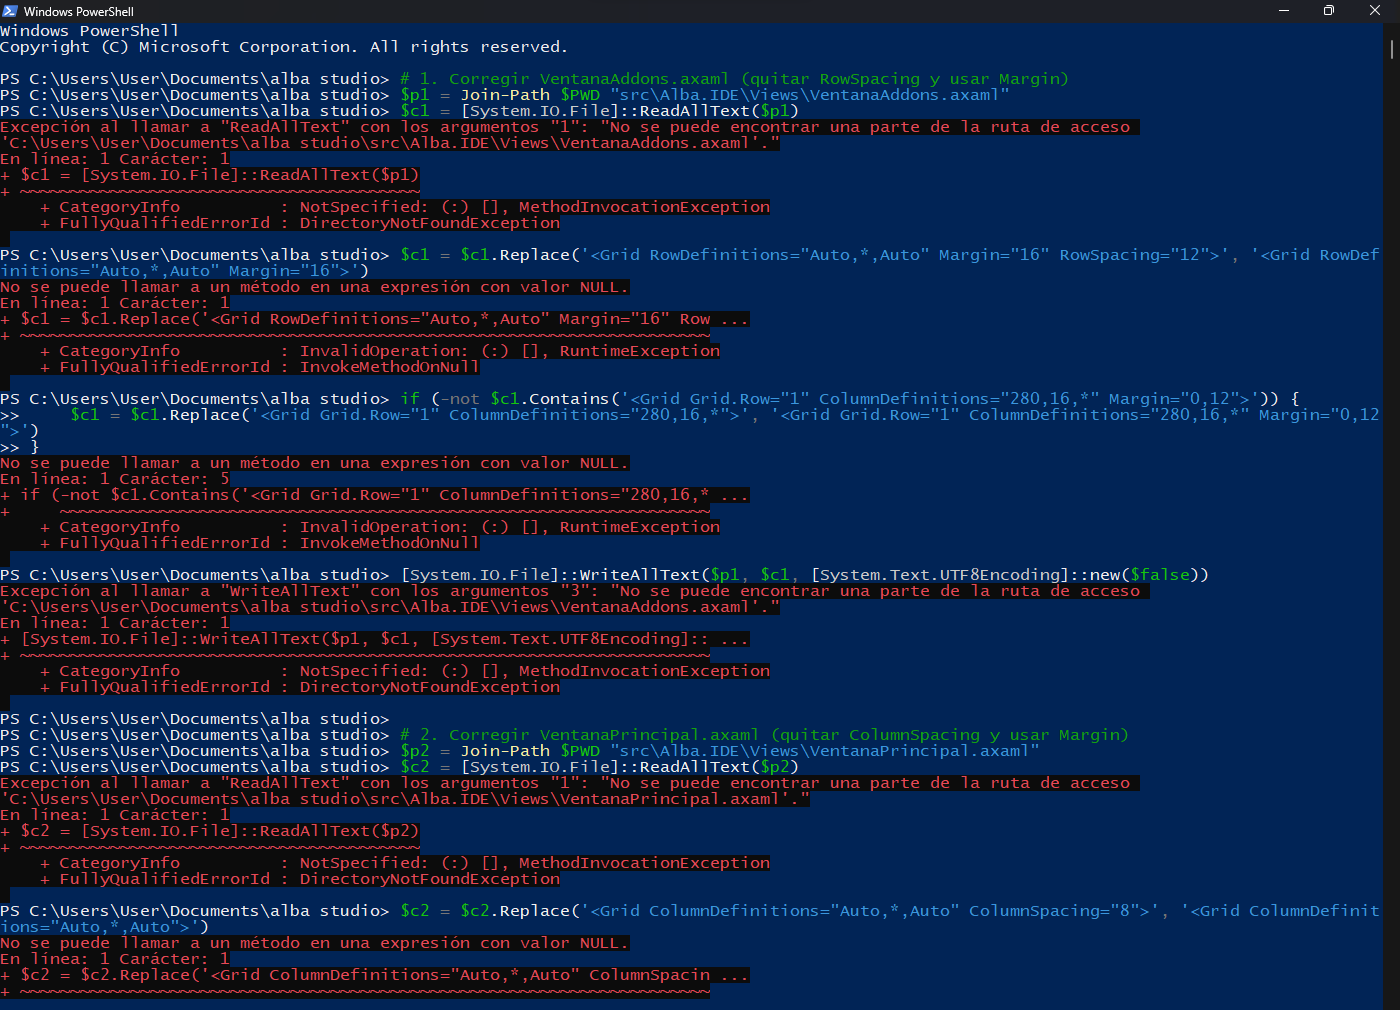 Windows PowerShell
Windows PowerShell
Copyright (C) Microsoft Corporation. All rights reserved.
PS C:\Users\User\Documents\alba studio> # 1. Corregir VentanaAddons.axaml (quitar RowSpacing y usar Margin)
PS C:\Users\User\Documents\alba studio> $p1 = Join-Path $PWD "src\Alba.IDE\Views\VentanaAddons.axaml"
PS C:\Users\User\Documents\alba studio> $c1 = [System.IO.File]::ReadAllText($p1)
Excepción al llamar a "ReadAllText" con los argumentos "1": "No se puede encontrar una parte de la ruta de acceso
'C:\Users\User\Documents\alba studio\src\Alba.IDE\Views\VentanaAddons.axaml'."
En línea: 1 Carácter: 1
+ $c1 = [System.IO.File]::ReadAllText($p1)
+ ~~~~~~~~~~~~~~~~~~~~~~~~~~~~~~~~~~~~~~~~
    + CategoryInfo          : NotSpecified: (:) [], MethodInvocationException
    + FullyQualifiedErrorId : DirectoryNotFoundException
PS C:\Users\User\Documents\alba studio> $c1 = $c1.Replace('<Grid RowDefinitions="Auto,*,Auto" Margin="16" RowSpacing="12">', '<Grid RowDef
initions="Auto,*,Auto" Margin="16">')
No se puede llamar a un método en una expresión con valor NULL.
En línea: 1 Carácter: 1
+ $c1 = $c1.Replace('<Grid RowDefinitions="Auto,*,Auto" Margin="16" Row ...
+ ~~~~~~~~~~~~~~~~~~~~~~~~~~~~~~~~~~~~~~~~~~~~~~~~~~~~~~~~~~~~~~~~~~~~~
    + CategoryInfo          : InvalidOperation: (:) [], RuntimeException
    + FullyQualifiedErrorId : InvokeMethodOnNull
PS C:\Users\User\Documents\alba studio> if (-not $c1.Contains('<Grid Grid.Row="1" ColumnDefinitions="280,16,*" Margin="0,12">')) {
>>     $c1 = $c1.Replace('<Grid Grid.Row="1" ColumnDefinitions="280,16,*">', '<Grid Grid.Row="1" ColumnDefinitions="280,16,*" Margin="0,12
">')
>> }
No se puede llamar a un método en una expresión con valor NULL.
En línea: 1 Carácter: 5
+ if (-not $c1.Contains('<Grid Grid.Row="1" ColumnDefinitions="280,16,* ...
+     ~~~~~~~~~~~~~~~~~~~~~~~~~~~~~~~~~~~~~~~~~~~~~~~~~~~~~~~~~~~~~~~~~
    + CategoryInfo          : InvalidOperation: (:) [], RuntimeException
    + FullyQualifiedErrorId : InvokeMethodOnNull
PS C:\Users\User\Documents\alba studio> [System.IO.File]::WriteAllText($p1, $c1, [System.Text.UTF8Encoding]::new($false))
Excepción al llamar a "WriteAllText" con los argumentos "3": "No se puede encontrar una parte de la ruta de acceso
'C:\Users\User\Documents\alba studio\src\Alba.IDE\Views\VentanaAddons.axaml'."
En línea: 1 Carácter: 1
+ [System.IO.File]::WriteAllText($p1, $c1, [System.Text.UTF8Encoding]:: ...
+ ~~~~~~~~~~~~~~~~~~~~~~~~~~~~~~~~~~~~~~~~~~~~~~~~~~~~~~~~~~~~~~~~~~~~~
    + CategoryInfo          : NotSpecified: (:) [], MethodInvocationException
    + FullyQualifiedErrorId : DirectoryNotFoundException
PS C:\Users\User\Documents\alba studio>
PS C:\Users\User\Documents\alba studio> # 2. Corregir VentanaPrincipal.axaml (quitar ColumnSpacing y usar Margin)
PS C:\Users\User\Documents\alba studio> $p2 = Join-Path $PWD "src\Alba.IDE\Views\VentanaPrincipal.axaml"
PS C:\Users\User\Documents\alba studio> $c2 = [System.IO.File]::ReadAllText($p2)
Excepción al llamar a "ReadAllText" con los argumentos "1": "No se puede encontrar una parte de la ruta de acceso
'C:\Users\User\Documents\alba studio\src\Alba.IDE\Views\VentanaPrincipal.axaml'."
En línea: 1 Carácter: 1
+ $c2 = [System.IO.File]::ReadAllText($p2)
+ ~~~~~~~~~~~~~~~~~~~~~~~~~~~~~~~~~~~~~~~~
    + CategoryInfo          : NotSpecified: (:) [], MethodInvocationException
    + FullyQualifiedErrorId : DirectoryNotFoundException
PS C:\Users\User\Documents\alba studio> $c2 = $c2.Replace('<Grid ColumnDefinitions="Auto,*,Auto" ColumnSpacing="8">', '<Grid ColumnDefinit
ions="Auto,*,Auto">')
No se puede llamar a un método en una expresión con valor NULL.
En línea: 1 Carácter: 1
+ $c2 = $c2.Replace('<Grid ColumnDefinitions="Auto,*,Auto" ColumnSpacin ...
+ ~~~~~~~~~~~~~~~~~~~~~~~~~~~~~~~~~~~~~~~~~~~~~~~~~~~~~~~~~~~~~~~~~~~~~